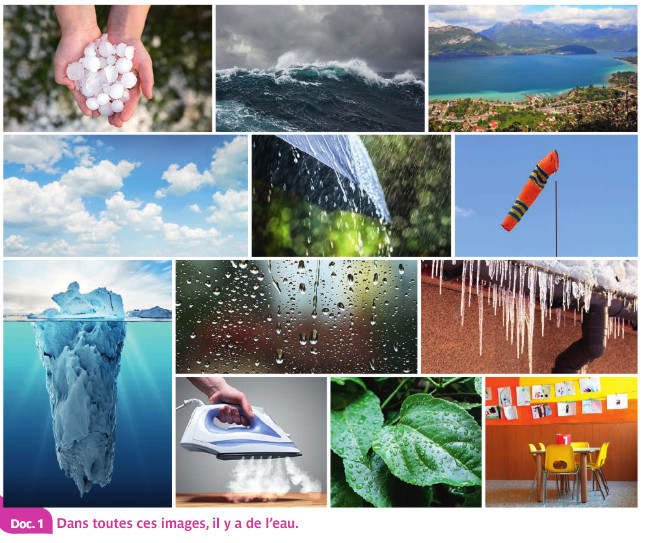 Doc. 1 Dans toutes ces images, il y a de l'eau.